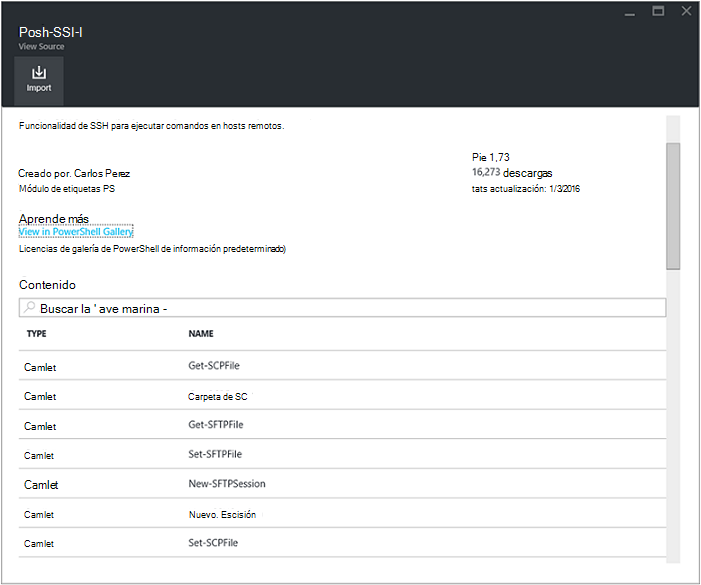 Posh-SSI-I
View Source
Import
Funcionalidad de SSH para ejecutar comandos en hosts remotos.
Pie 1,73
Creado por. Carlos Perez
16,273 descargas
Módulo de etiquetas PS
tats actualización: 1/3/2016
Aprende más
View in PowerShell Gallery
Licencias de galería de PowerShell de información predeterminado)
Contenido
Buscar la ' ave marina -
TYPE NAME
Camlet Get-SCPFile
Camlet Carpeta de SC
Camlet Get-SFTPFile
Camlet Set-SFTPFile
Camlet New-SFTPSession
Camlet Nuevo. Escisión
Camlet Set-SCPFile